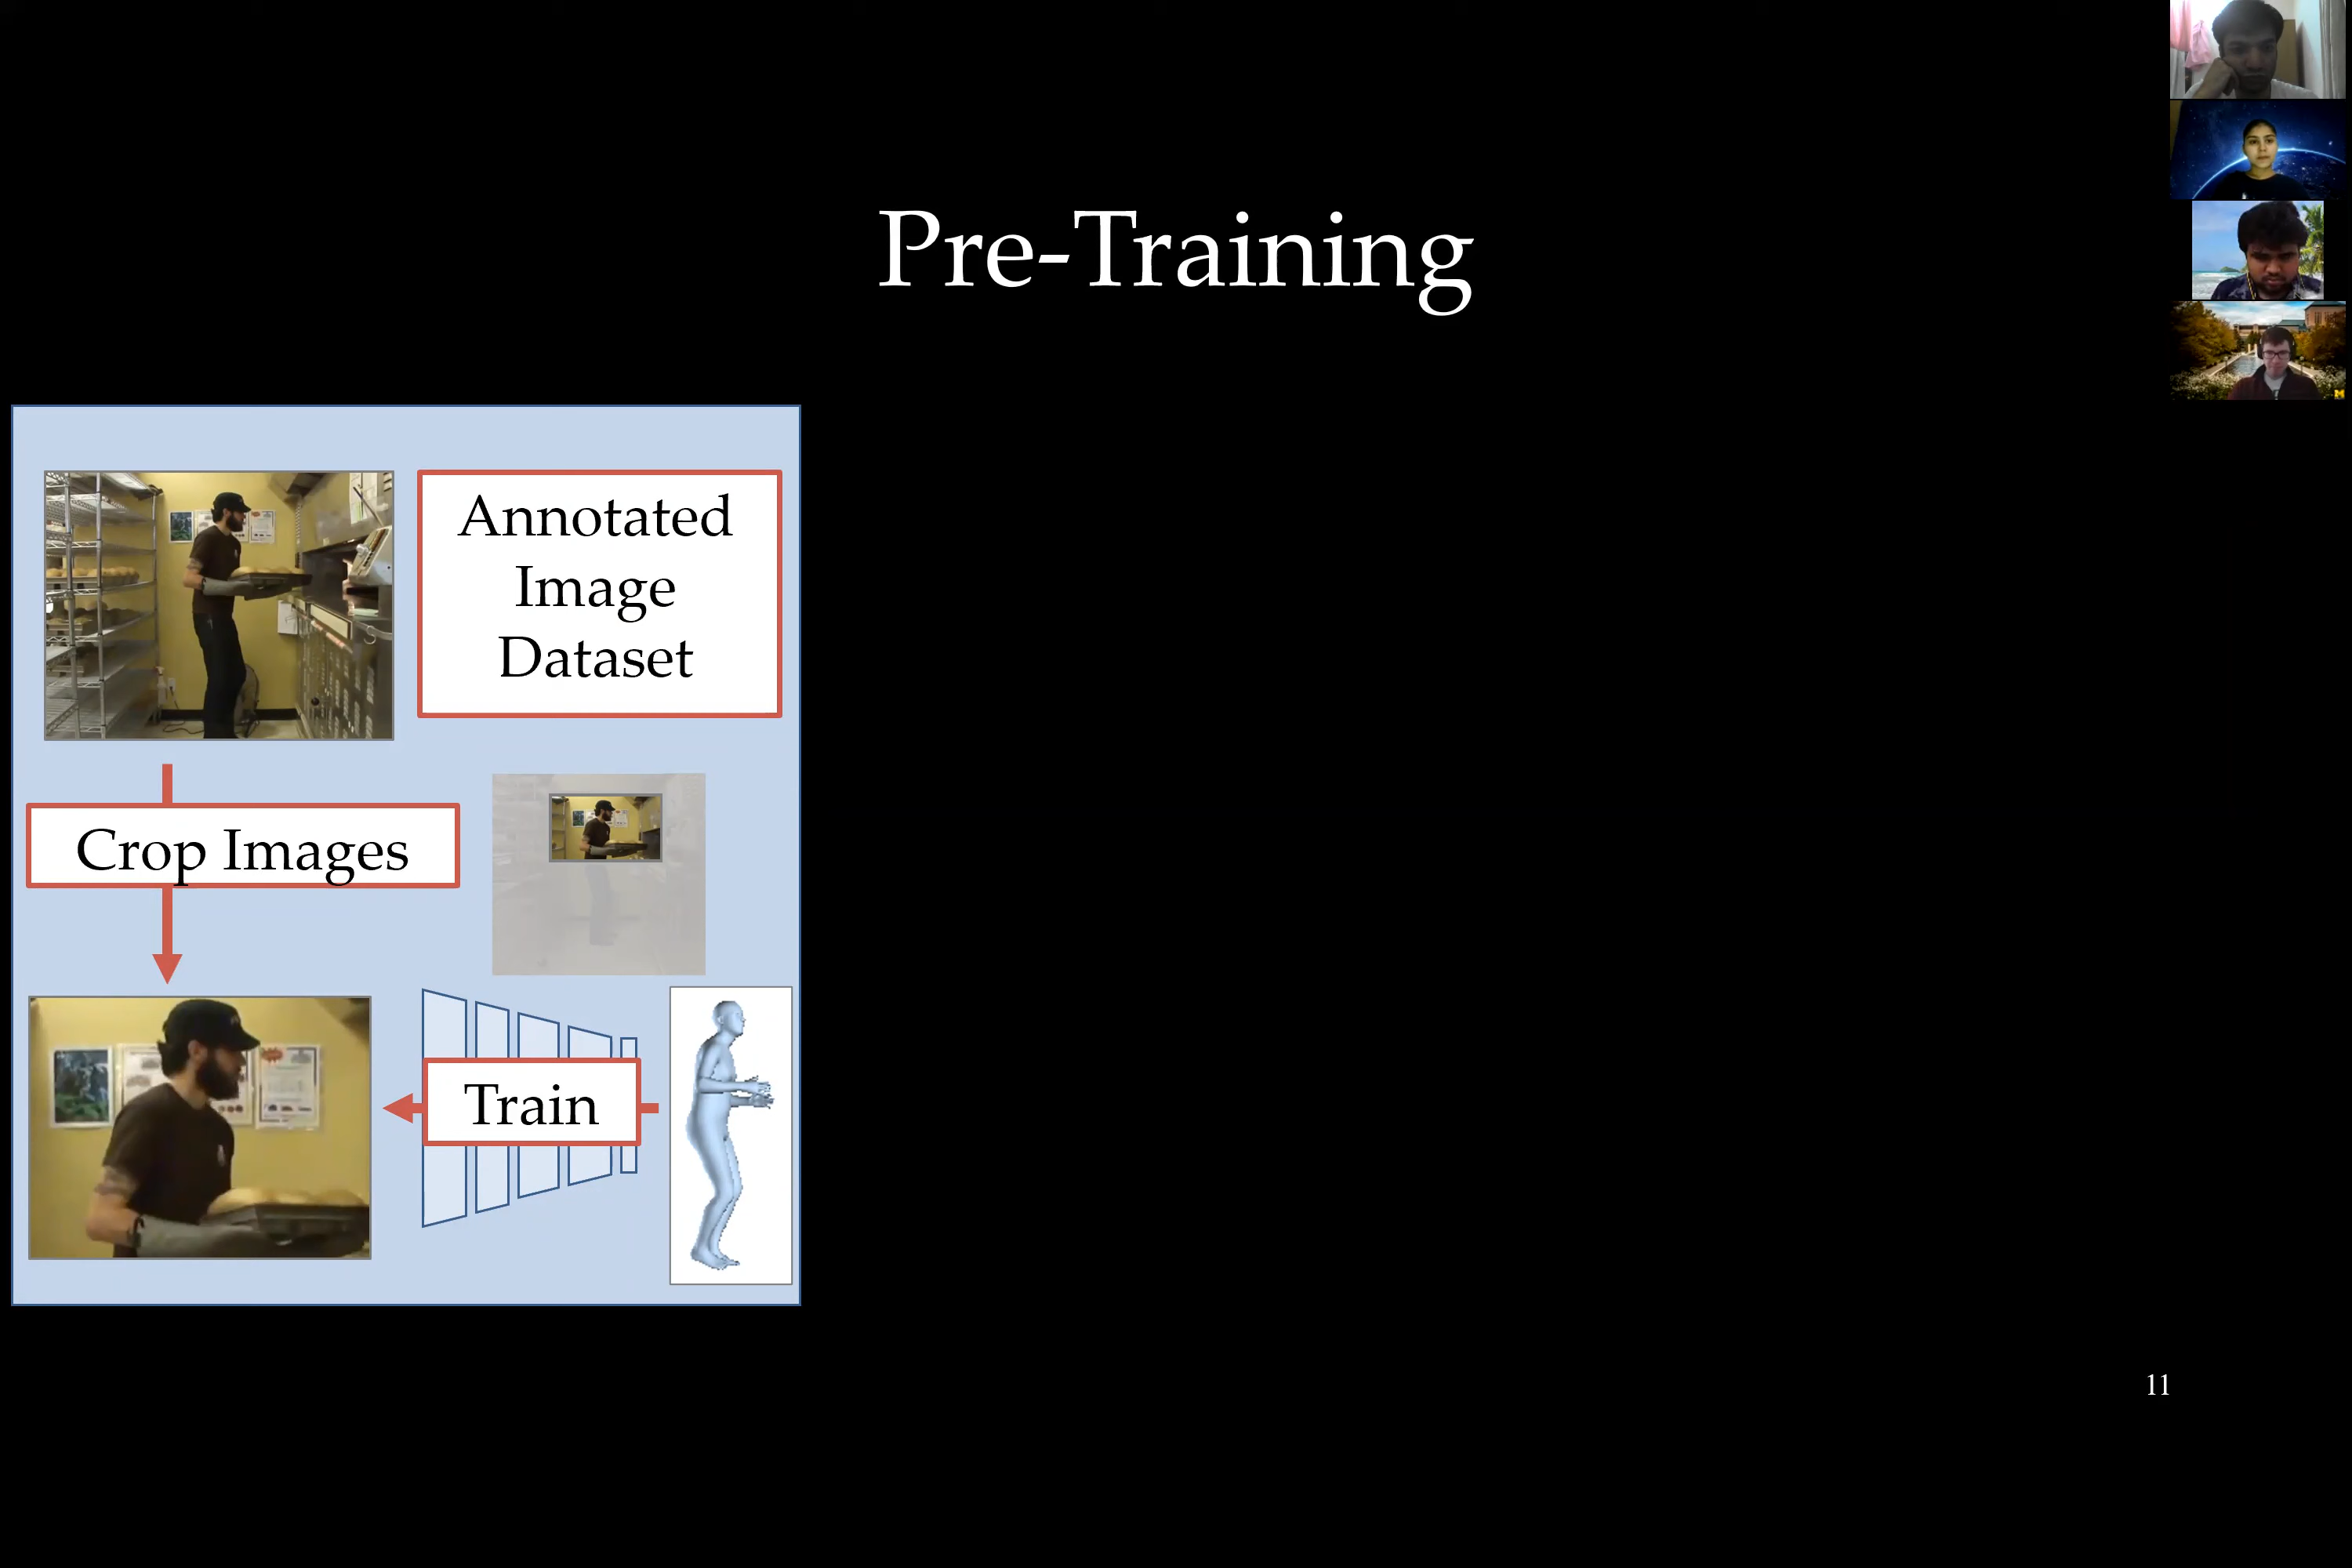 Pre-Training
Annotated
Image
Dataset
Crop Images
Train
11